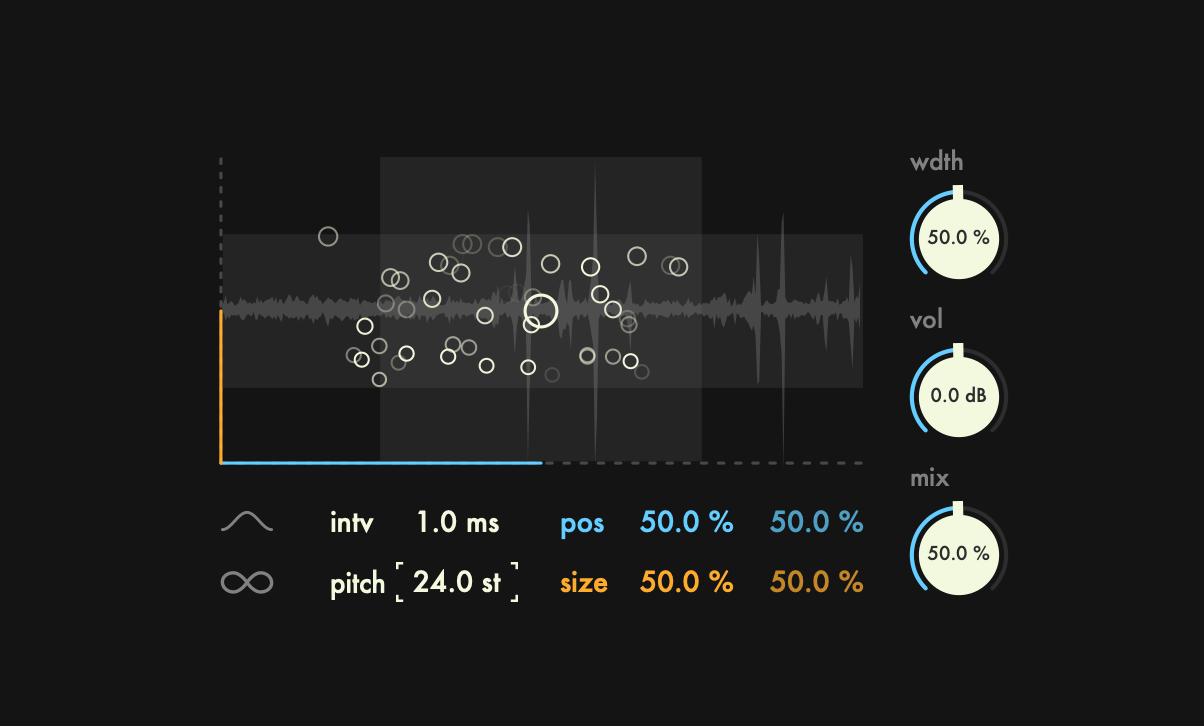 wdth
50.0 %
vol
0.0 dB
mix
50.0 %
intv 1.0 ms pos 50.0 % 50.0 %
pitch 24.0 st size 50.0 % 50.0 %